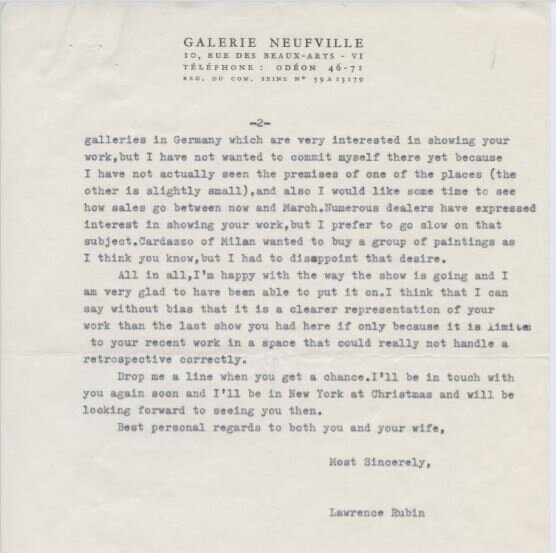 GALERIE NEUFVILLE
10, RUE DES BEAUX-ARTS - VI
TÉLÉPHONE : ODÉON 46-71
REG. DU COM. SEINE Nº 59 A 13179
-2-
galleries in Germany which are very interested in showing your
work,but I have not wanted to commit myself there yet because
I have not actually seen the premises of one of the places (the
other is slightly small),and also I would like some time to see
how sales go between now and March.Numerous dealers have expressed
interest in showing your work,but I prefer to go slow on that
subject.Cardazzo of Milan wanted to buy a group of paintings as
I think you know,but I had to disappoint that desire.
All in all,I'm happy with the way the show is going and I
am very glad to have been able to put it on.I think that I can
say without bias that it is a clearer representation of your
work than the last show you had here if only because it is limited
to your recent work in a space that could really not handle a
retrospective correctly.
Drop me a line when you get a chance.I'll be in touch with
you again soon and I'll be in New York at Christmas and will be
looking forward to seeing you then.
Best personal regards to both you and your wife,
Most Sincerely,
Lawrence Rubin